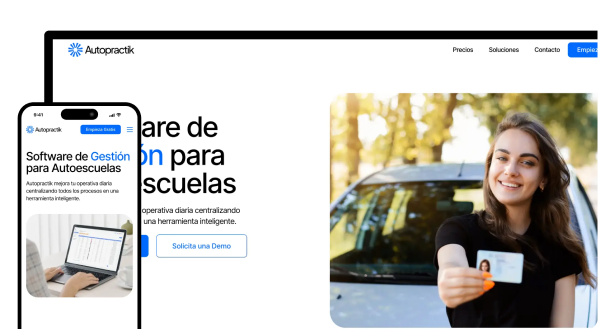 Autopractik
Precios
Soluciones
Contacto
Empiez
9:41
Autopractik
Empieza Gratis
Software de Gestión
para Autoescuelas
Autopractik mejora tu operativa diaria
centralizando todos los procesos en una
herramienta inteligente.
are de
ón para
scuelas
operativa diaria centralizando
una herramienta inteligente.
Solicita una Demo